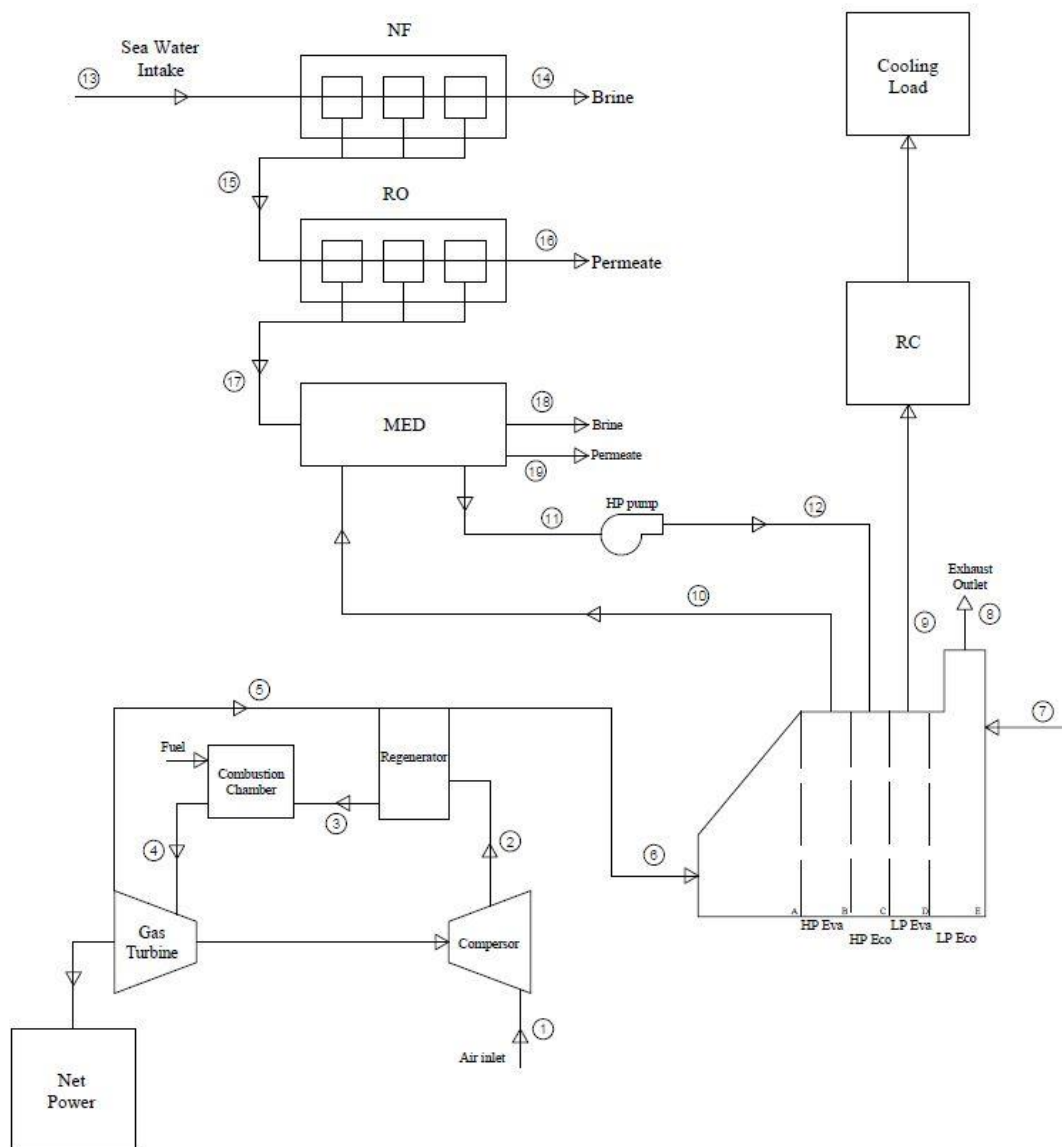 NF
Sea Water
Intake
13
14
Brine
Cooling
Load
15
RO
16
Permeate
RC
17
MED
18
Brine
19
Permeate
HP pump
11
12
10
Exhaust
Outlet
9
8
7
5
Fuel
Combustion
Chamber
Regenerator
3
2
4
6
Gas
Turbine
Compersor
A
B
C
D
E
HP Eva
HP Eco
LP Eva
LP Eco
1
Air inlet
Net
Power